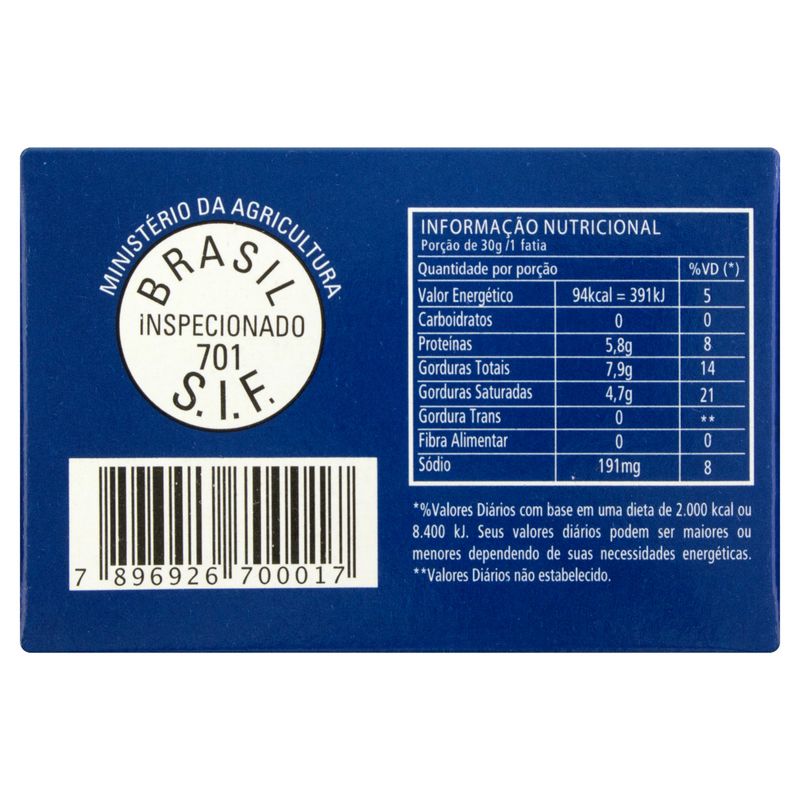 MINISTÉRIO DA AGRICULTURA
BRASIL
iNSPECIONADO
701
S.I.F.
7 896926 700017
INFORMAÇÃO NUTRICIONAL
Porção de 30g /1 fatia
Quantidade por porção %VD (*)
Valor Energético 94kcal = 391kJ 5
Carboidratos 0 0
Proteínas 5,8g 8
Gorduras Totais 7,9g 14
Gorduras Saturadas 4,7g 21
Gordura Trans 0 **
Fibra Alimentar 0 0
Sódio 191mg 8
*%Valores Diários com base em uma dieta de 2.000 kcal ou
8.400 kJ. Seus valores diários podem ser maiores ou
menores dependendo de suas necessidades energéticas.
**Valores Diários não estabelecido.